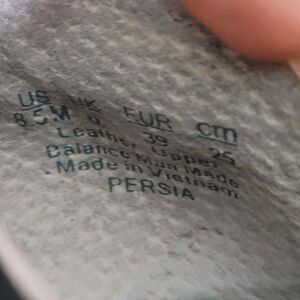 US UK EUR cm
8.5M 6 39 25
Leather Upper
Balance Man Made
Made in Vietnam
PERSIA